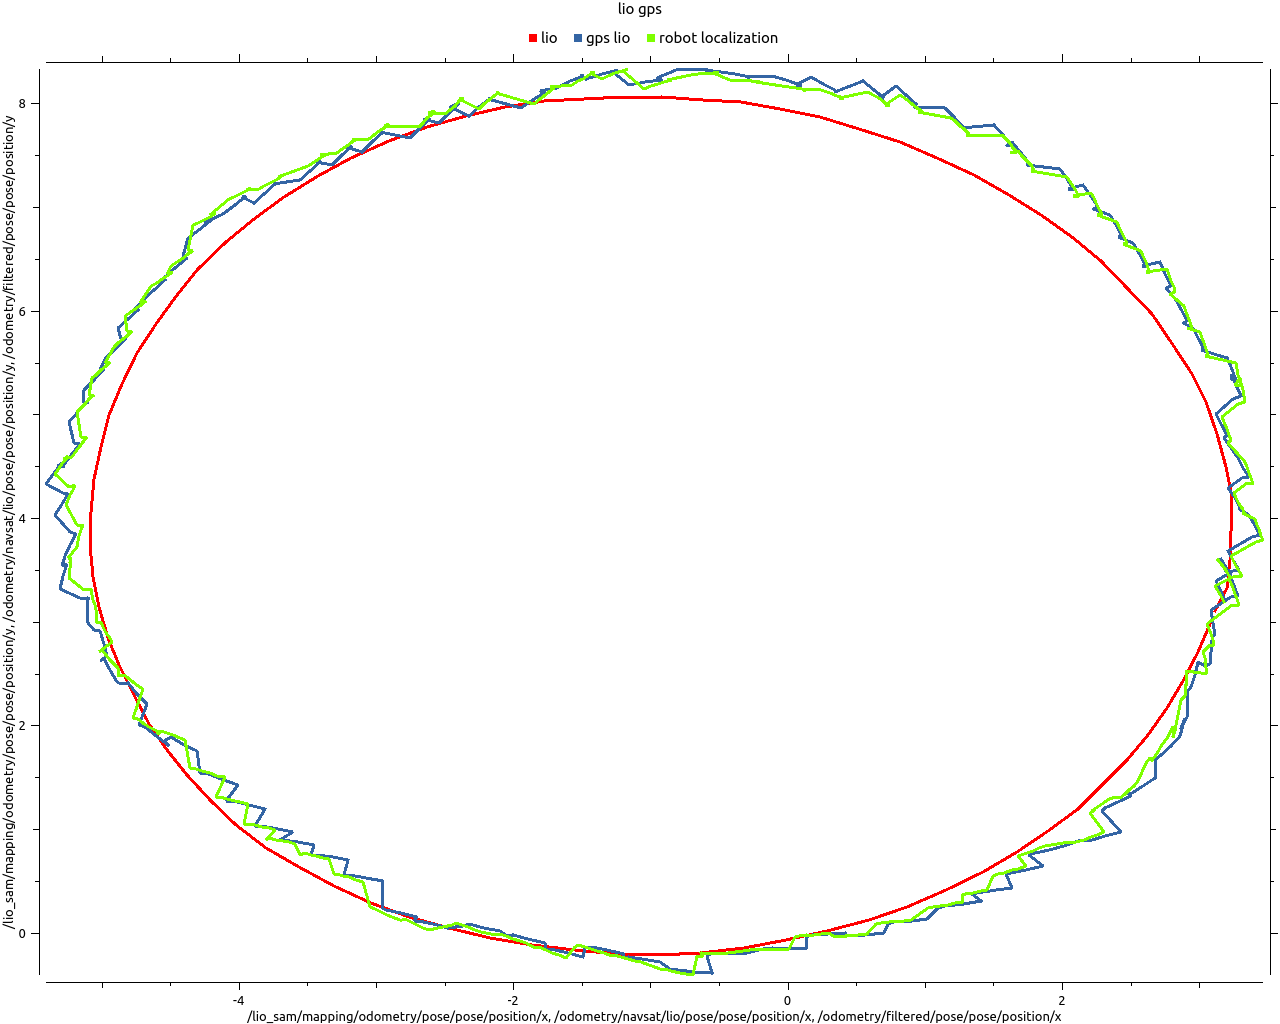 lio gps
lio gps lio robot localization
/lio_sam/mapping/odometry/pose/pose/position/y, /odometry/navsat/lio/pose/pose/position/y, /odometry/filtered/pose/pose/position/y
8
6
4
2
0
-4 -2 0 2
/lio_sam/mapping/odometry/pose/pose/position/x, /odometry/navsat/lio/pose/pose/position/x, /odometry/filtered/pose/pose/position/x